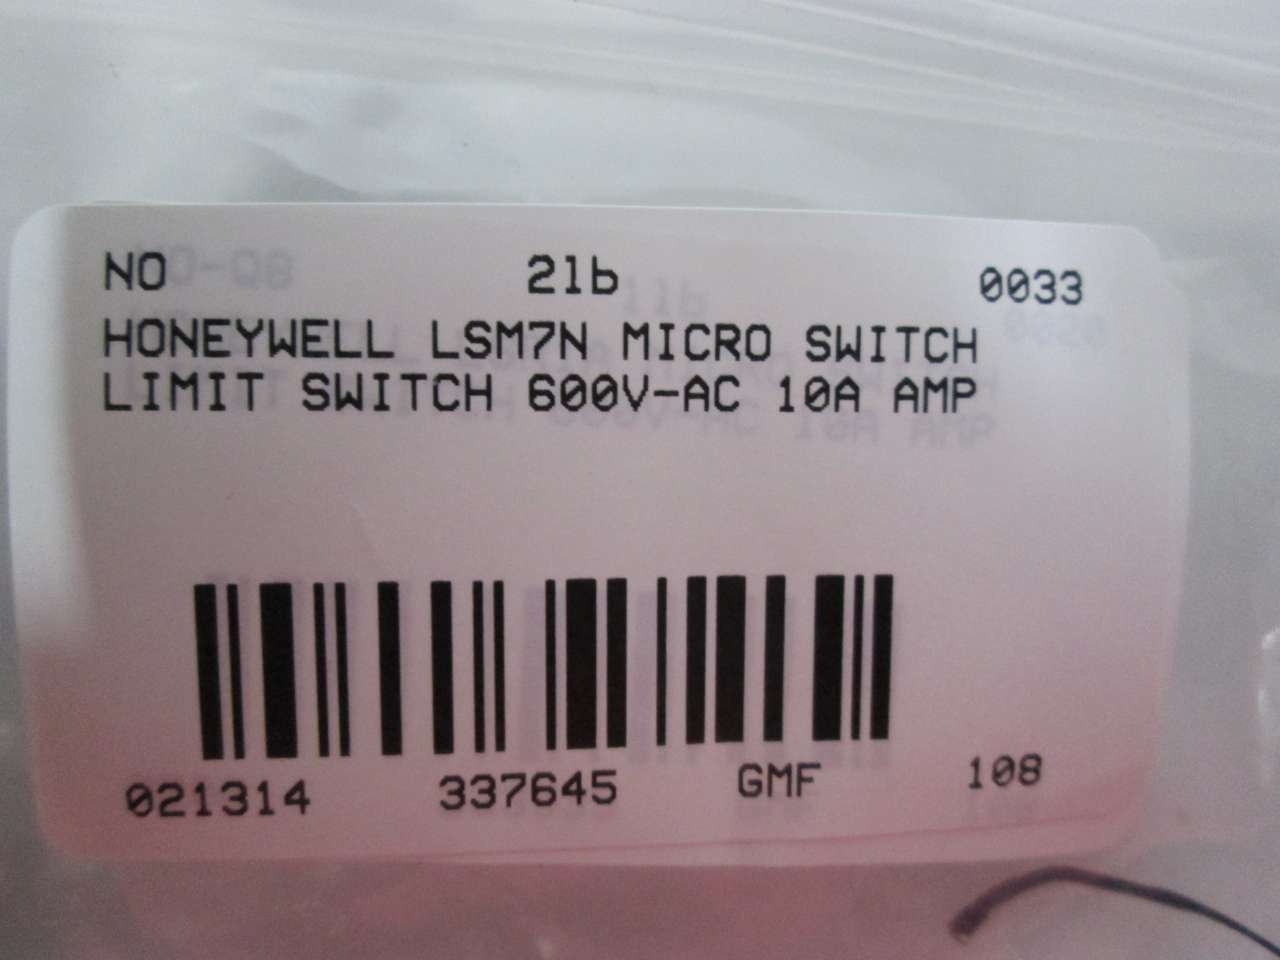 NO 21b 0033
HONEYWELL LSM7N MICRO SWITCH
LIMIT SWITCH 600V-AC 10A AMP
021314 337645 GMF 108